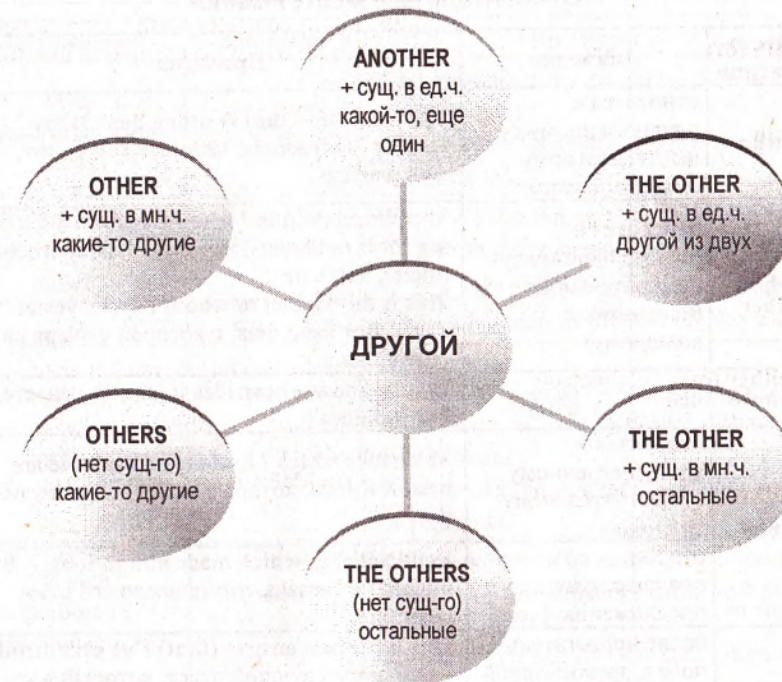 ANOTHER
+ сущ. в ед.ч.
какой-то, еще
один
OTHER
+ сущ. в мн.ч.
какие-то другие
THE OTHER
+ сущ. в ед.ч.
другой из двух
ДРУГОЙ
OTHERS
(нет сущ-го)
какие-то другие
THE OTHER
+ сущ. в мн.ч.
остальные
THE OTHERS
(нет сущ-го)
остальные